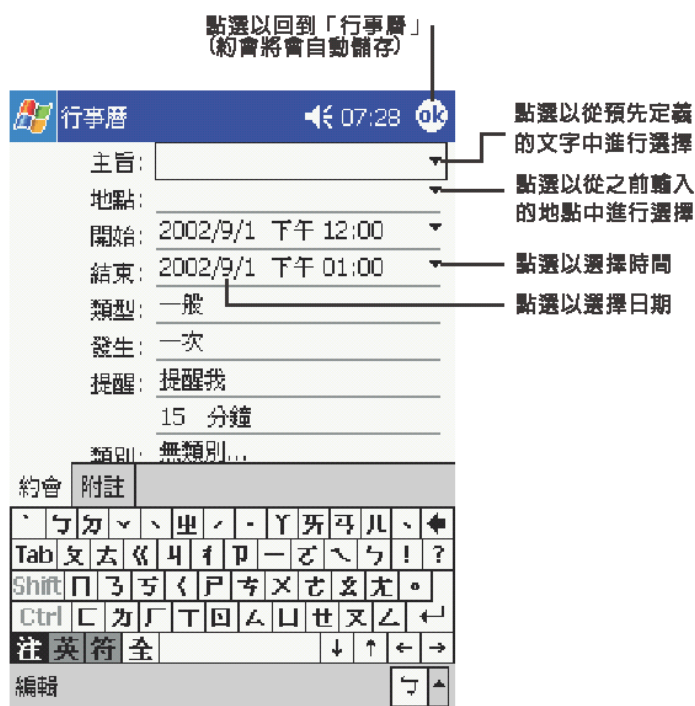 點選以回到「行事曆」
(約會將會自動儲存)
行事曆 07:28 ok
點選以從預先定義
的文字中進行選擇
主旨:
點選以從之前輸入
的地點中進行選擇
地點:
開始: 2002/9/1 下午 12:00
結束: 2002/9/1 下午 01:00
點選以選擇時間
點選以選擇日期
類型: 一般
發生: 一次
提醒: 提醒我
15 分鐘
類別: 無類別...
約會 附註
ˋ ㄅ ㄉ ˇ ˋ ㄓ ˊ ˙ ㄚ ㄞ ㄢ ㄦ 、
Tab ㄆ ㄊ ㄍ ㄐ ㄔ ㄗ ㄧ ㄛ ㄟ ㄣ ! ?
Shift ㄇ ㄋ ㄎ ㄑ ㄕ ㄘ ㄨ ㄜ ㄠ ㄤ 。
Ctrl ㄈ ㄌ ㄏ ㄒ ㄖ ㄙ ㄩ ㄝ ㄡ ㄥ ↵
注 英 符 全 ↓ ↑ ← →
編輯 ㄅ